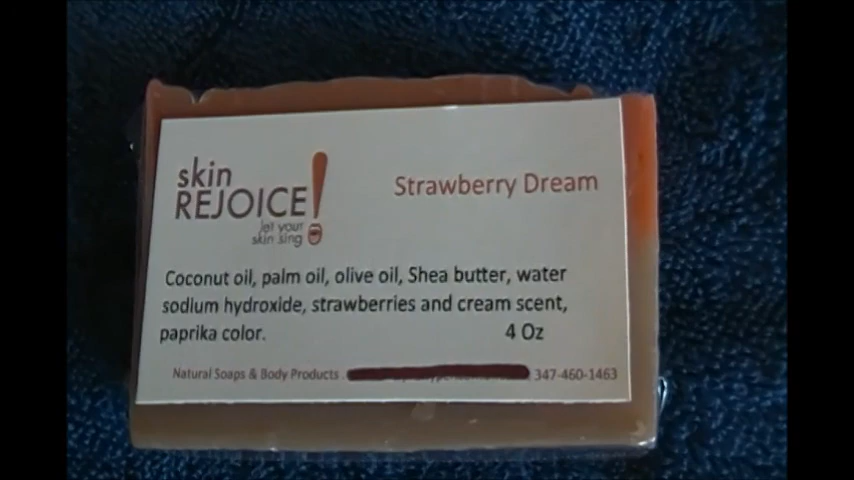 skin
REJOICE!
let your
skin sing
Strawberry Dream
Coconut oil, palm oil, olive oil, Shea butter, water
sodium hydroxide, strawberries and cream scent,
paprika color.
4 Oz
Natural Soaps & Body Products . 347-460-1463